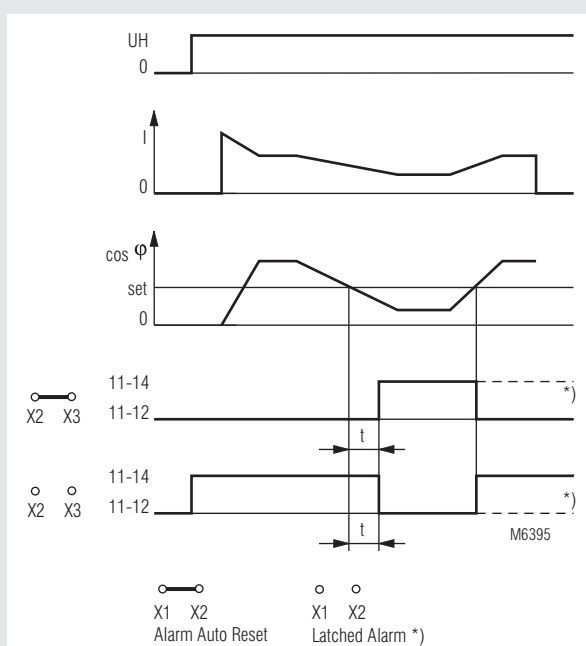 UH
0
I
0
cos φ
set
0
11-14
*)
X2 X3
11-12
t
11-14
X2 X3
11-12
*)
t
M6395
X1 X2
X1 X2
Alarm Auto Reset
Latched Alarm *)